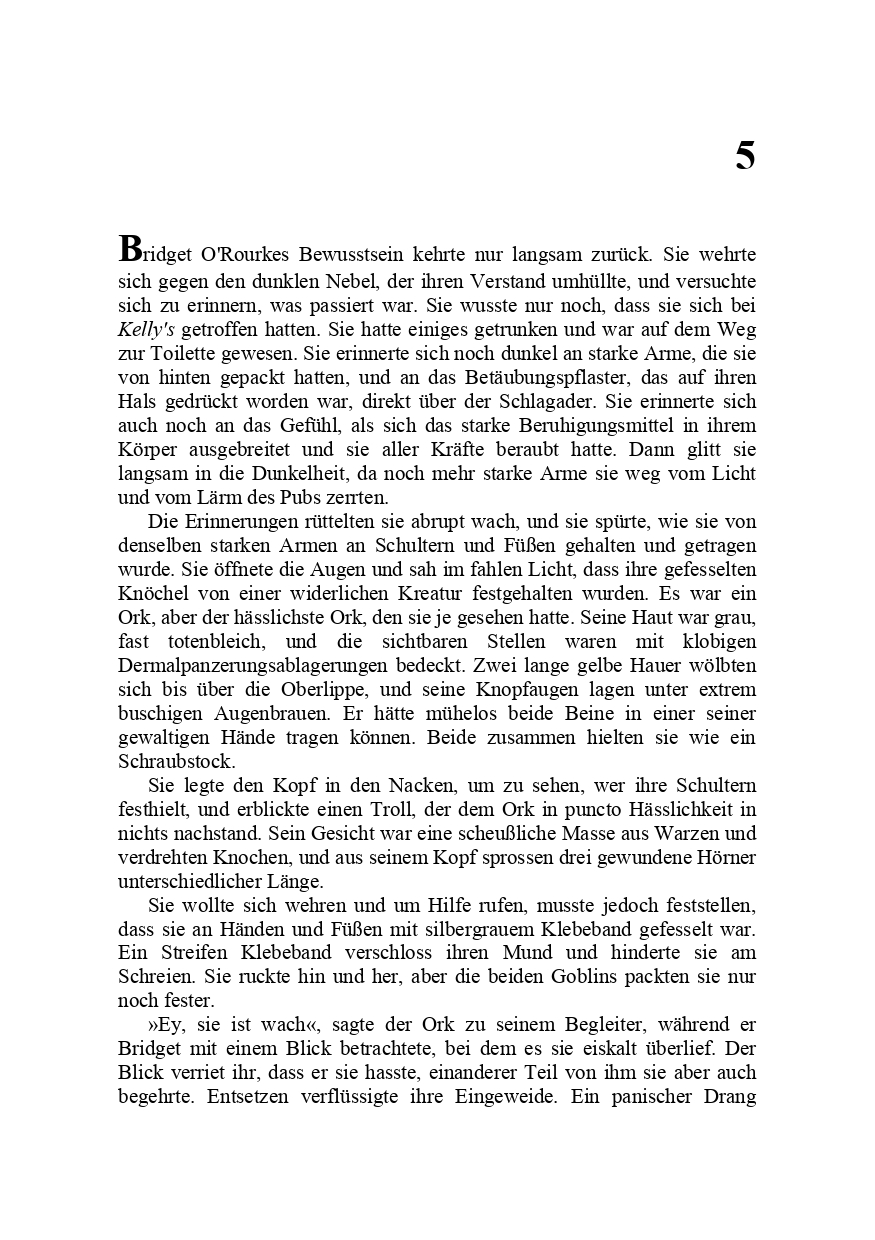 5
Bridget O'Rourkes Bewusstsein kehrte nur langsam zurück. Sie wehrte
sich gegen den dunklen Nebel, der ihren Verstand umhüllte, und versuchte
sich zu erinnern, was passiert war. Sie wusste nur noch, dass sie sich bei
Kelly's getroffen hatten. Sie hatte einiges getrunken und war auf dem Weg
zur Toilette gewesen. Sie erinnerte sich noch dunkel an starke Arme, die sie
von hinten gepackt hatten, und an das Betäubungspflaster, das auf ihren
Hals gedrückt worden war, direkt über der Schlagader. Sie erinnerte sich
auch noch an das Gefühl, als sich das starke Beruhigungsmittel in ihrem
Körper ausgebreitet und sie aller Kräfte beraubt hatte. Dann glitt sie
langsam in die Dunkelheit, da noch mehr starke Arme sie weg vom Licht
und vom Lärm des Pubs zerrten.
Die Erinnerungen rüttelten sie abrupt wach, und sie spürte, wie sie von
denselben starken Armen an Schultern und Füßen gehalten und getragen
wurde. Sie öffnete die Augen und sah im fahlen Licht, dass ihre gefesselten
Knöchel von einer widerlichen Kreatur festgehalten wurden. Es war ein
Ork, aber der hässlichste Ork, den sie je gesehen hatte. Seine Haut war grau,
fast totenbleich, und die sichtbaren Stellen waren mit klobigen
Dermalpanzerungsablagerungen bedeckt. Zwei lange gelbe Hauer wölbten
sich bis über die Oberlippe, und seine Knopfaugen lagen unter extrem
buschigen Augenbrauen. Er hätte mühelos beide Beine in einer seiner
gewaltigen Hände tragen können. Beide zusammen hielten sie wie ein
Schraubstock.
Sie legte den Kopf in den Nacken, um zu sehen, wer ihre Schultern
festhielt, und erblickte einen Troll, der dem Ork in puncto Hässlichkeit in
nichts nachstand. Sein Gesicht war eine scheußliche Masse aus Warzen und
verdrehten Knochen, und aus seinem Kopf sprossen drei gewundene Hörner
unterschiedlicher Länge.
Sie wollte sich wehren und um Hilfe rufen, musste jedoch feststellen,
dass sie an Händen und Füßen mit silbergrauem Klebeband gefesselt war.
Ein Streifen Klebeband verschloss ihren Mund und hinderte sie am
Schreien. Sie ruckte hin und her, aber die beiden Goblins packten sie nur
noch fester.
»Ey, sie ist wach«, sagte der Ork zu seinem Begleiter, während er
Bridget mit einem Blick betrachtete, bei dem es sie eiskalt überlief. Der
Blick verriet ihr, dass er sie hasste, einanderer Teil von ihm sie aber auch
begehrte. Entsetzen verflüssigte ihre Eingeweide. Ein panischer Drang